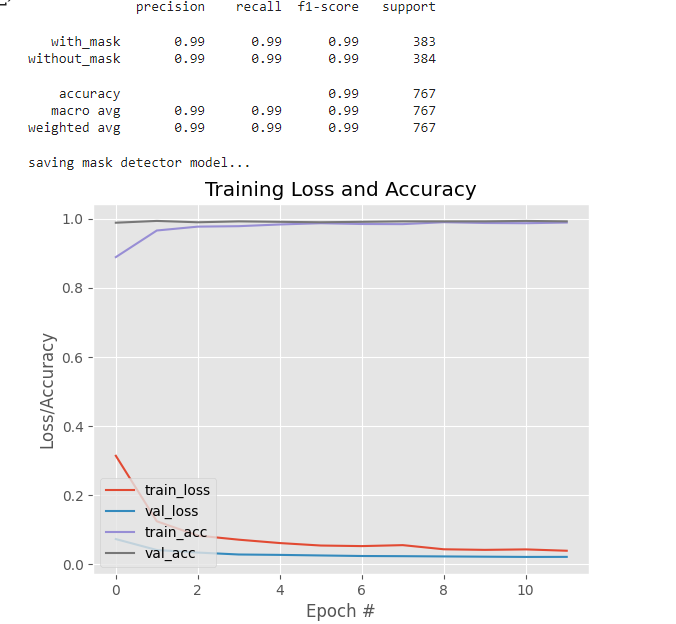 precision recall f1-score support
with_mask 0.99 0.99 0.99 383
without_mask 0.99 0.99 0.99 384
accuracy 0.99 767
macro avg 0.99 0.99 0.99 767
weighted avg 0.99 0.99 0.99 767
saving mask detector model...
Training Loss and Accuracy
1.0
0.8
0.6
0.4
0.2
0.0
Loss/Accuracy
train_loss
val_loss
train_acc
val_acc
0 2 4 6 8 10
Epoch #